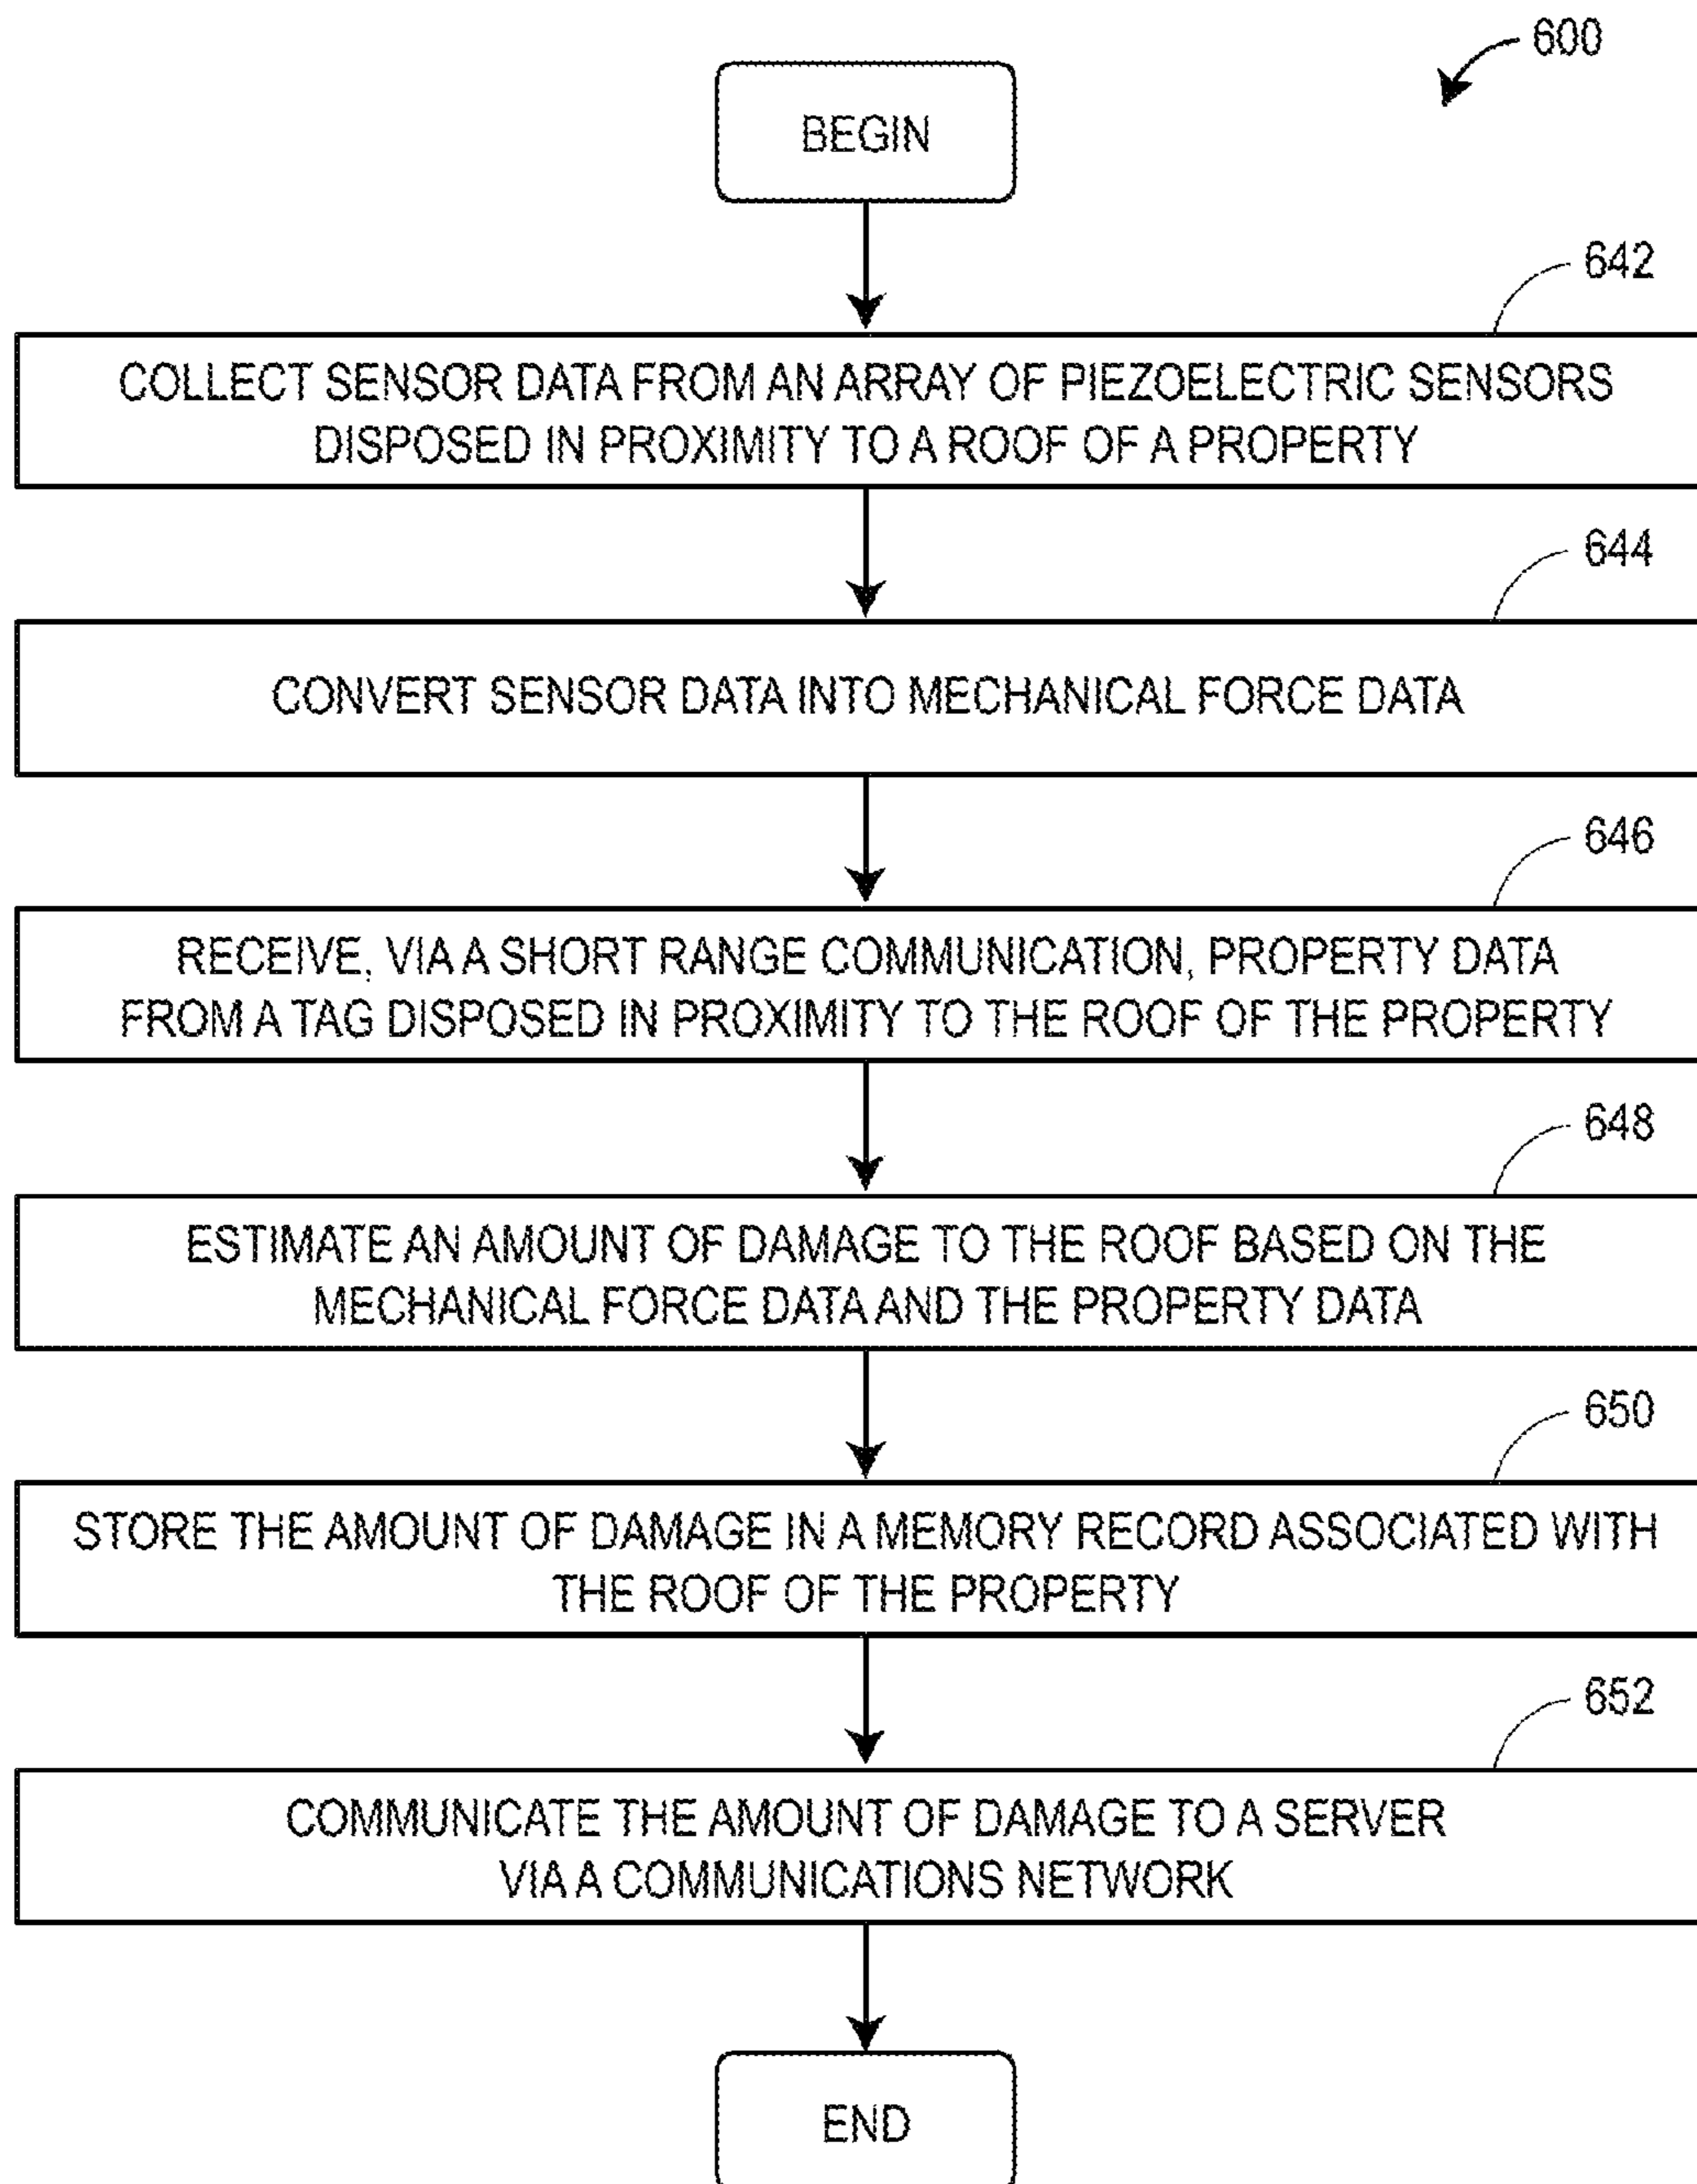 600
BEGIN
642
COLLECT SENSOR DATA FROM AN ARRAY OF PIEZOELECTRIC SENSORS
DISPOSED IN PROXIMITY TO A ROOF OF A PROPERTY
644
CONVERT SENSOR DATA INTO MECHANICAL FORCE DATA
646
RECEIVE, VIA A SHORT RANGE COMMUNICATION, PROPERTY DATA
FROM A TAG DISPOSED IN PROXIMITY TO THE ROOF OF THE PROPERTY
648
ESTIMATE AN AMOUNT OF DAMAGE TO THE ROOF BASED ON THE
MECHANICAL FORCE DATA AND THE PROPERTY DATA
650
STORE THE AMOUNT OF DAMAGE IN A MEMORY RECORD ASSOCIATED WITH
THE ROOF OF THE PROPERTY
652
COMMUNICATE THE AMOUNT OF DAMAGE TO A SERVER
VIA A COMMUNICATIONS NETWORK
END